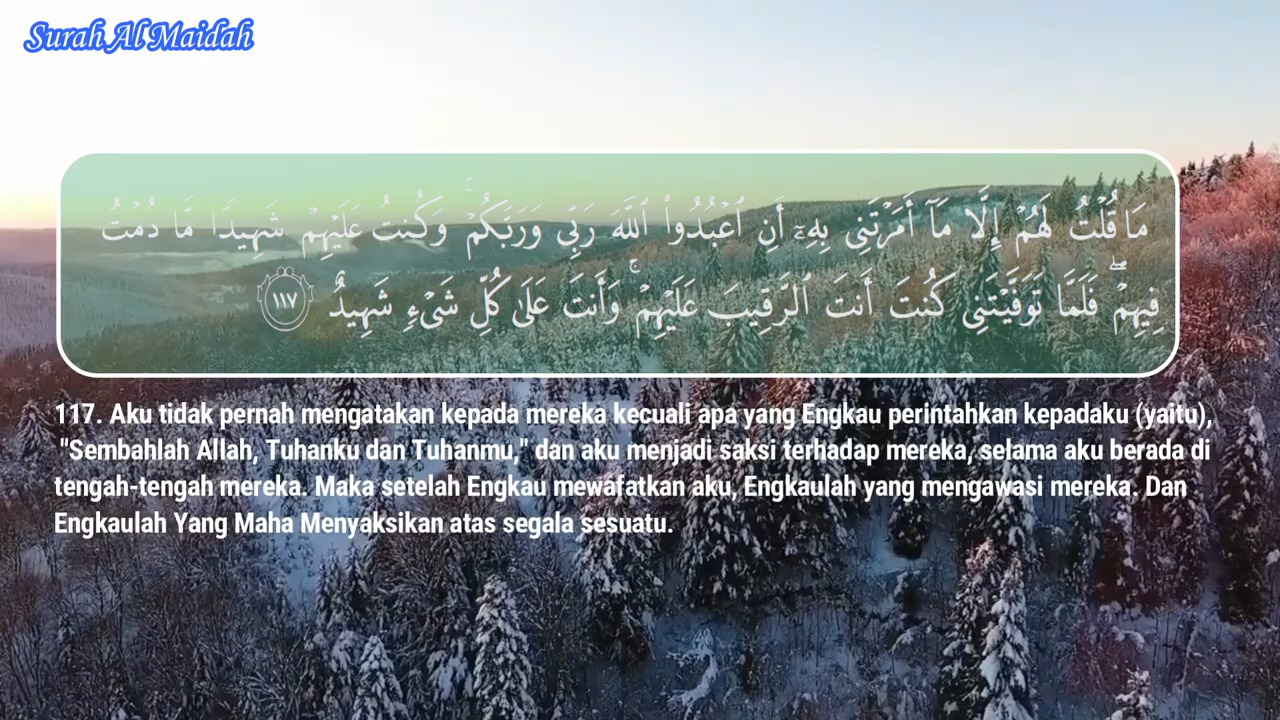 Surah Al Maidah
مَا قُلْتُ لَهُمْ إِلَّا مَآ أَمَرْتَنِى بِهِۦٓ أَنِ ٱعْبُدُوا۟ ٱللَّهَ رَبِّى وَرَبَّكُمْ ۚ وَكُنتُ عَلَيْهِمْ شَهِيدًا مَّا دُمْتُ
فِيهِمْ ۖ فَلَمَّا تَوَفَّيْتَنِى كُنتَ أَنتَ ٱلرَّقِيبَ عَلَيْهِمْ ۚ وَأَنتَ عَلَىٰ كُلِّ شَىْءٍ شَهِيدٌ ١١٧
117. Aku tidak pernah mengatakan kepada mereka kecuali apa yang Engkau perintahkan kepadaku (yaitu),
"Sembahlah Allah, Tuhanku dan Tuhanmu," dan aku menjadi saksi terhadap mereka, selama aku berada di
tengah-tengah mereka. Maka setelah Engkau mewafatkan aku, Engkaulah yang mengawasi mereka. Dan
Engkaulah Yang Maha Menyaksikan atas segala sesuatu.